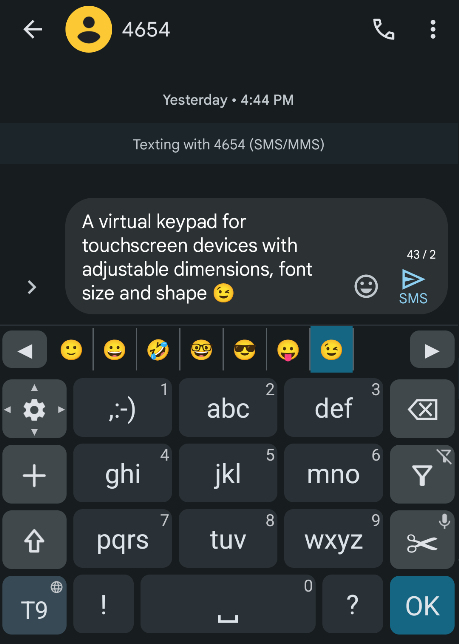 4654
Yesterday • 4:44 PM
Texting with 4654 (SMS/MMS)
A virtual keypad for
touchscreen devices with
adjustable dimensions, font
size and shape 😉
43 / 2
SMS
🙂 😀 🤣 🤓 😎 😛 😉
,:-) 1
abc 2
def 3
ghi 4
jkl 5
mno 6
pqrs 7
tuv 8
wxyz 9
T9
!
0
?
OK